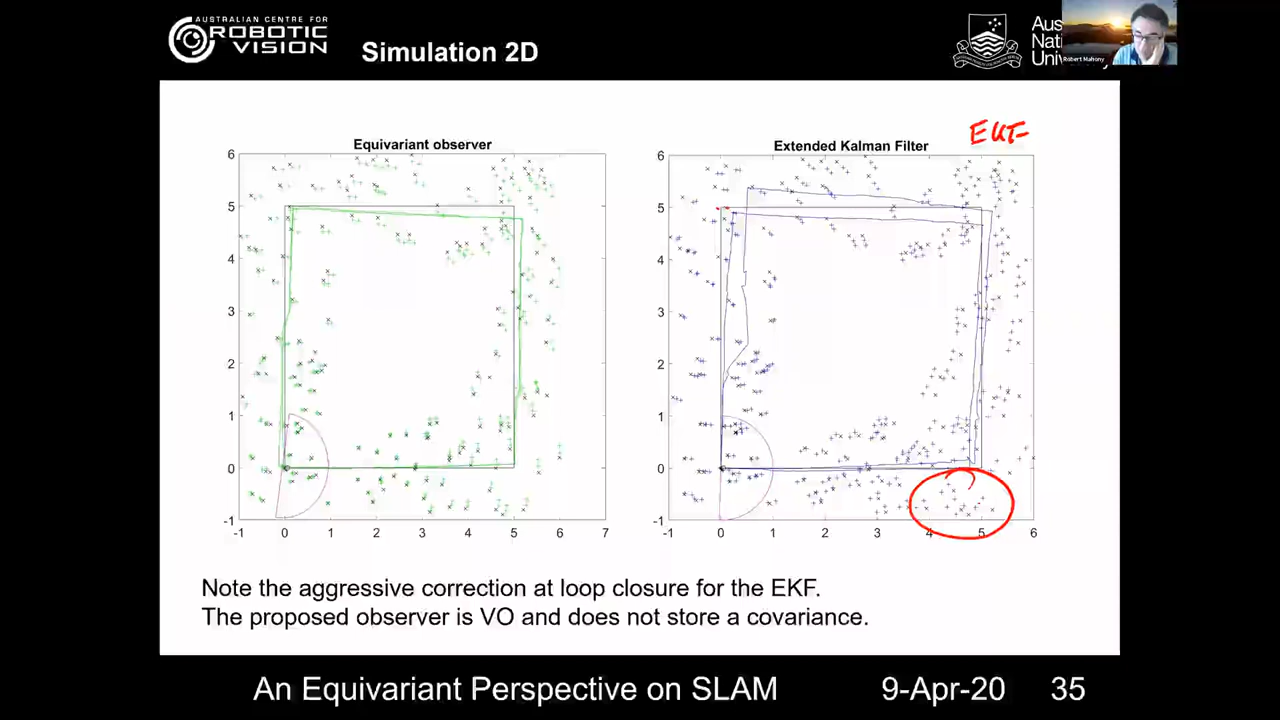 AUSTRALIAN CENTRE FOR
ROBOTIC
VISION
Simulation 2D
Aus
Nati
University
Robert Mahony
EKF
Equivariant observer
6
5
4
3
2
1
0
-1
-1 0 1 2 3 4 5 6 7
Extended Kalman Filter
6
5
4
3
2
1
0
-1
-1 0 1 2 3 4 5 6
Note the aggressive correction at loop closure for the EKF.
The proposed observer is VO and does not store a covariance.
An Equivariant Perspective on SLAM 9-Apr-20 35